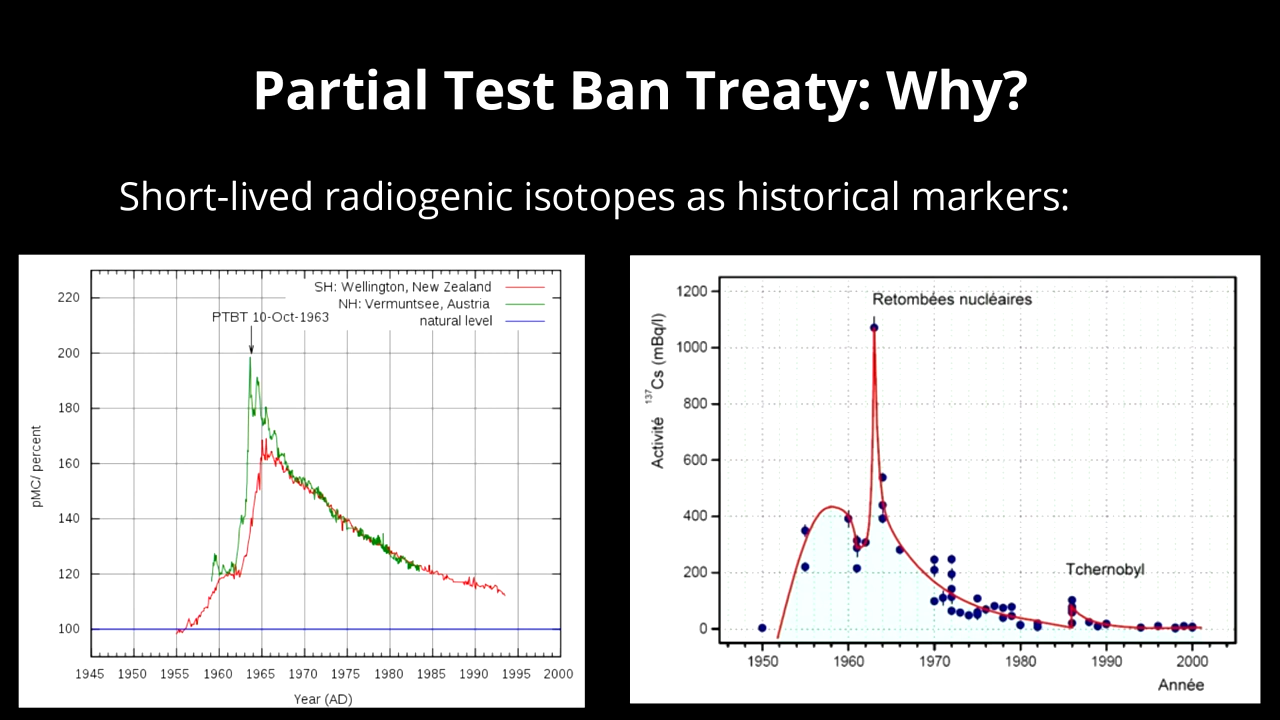 Partial Test Ban Treaty: Why?
Short-lived radiogenic isotopes as historical markers:
SH: Wellington, New Zealand
NH: Vermuntsee, Austria
natural level
PTBT 10-Oct-1963
220
200
180
160
140
120
100
pMC/ percent
1945 1950 1955 1960 1965 1970 1975 1980 1985 1990 1995 2000
Year (AD)
Retombées nucléaires
Tchernobyl
1200
1000
800
600
400
200
0
Activité ¹³⁷Cs (mBq/l)
1950 1960 1970 1980 1990 2000
Année